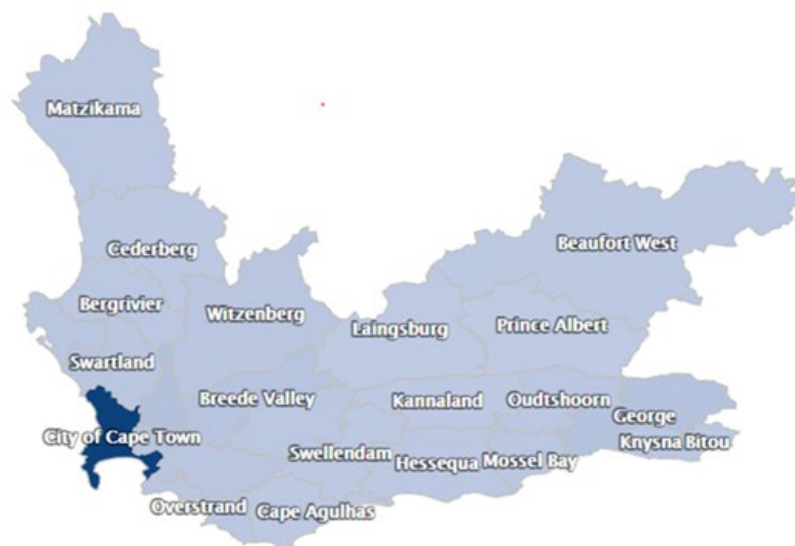 Matzikama
Cederberg
Beaufort West
Bergrivier
Witzenberg
Laingsburg
Prince Albert
Swartland
Breede Valley
Kannaland
Oudtshoorn
George
City of Cape Town
Knysna Bitou
Swellendam
Hessequa
Mossel Bay
Overstrand
Cape Agulhas